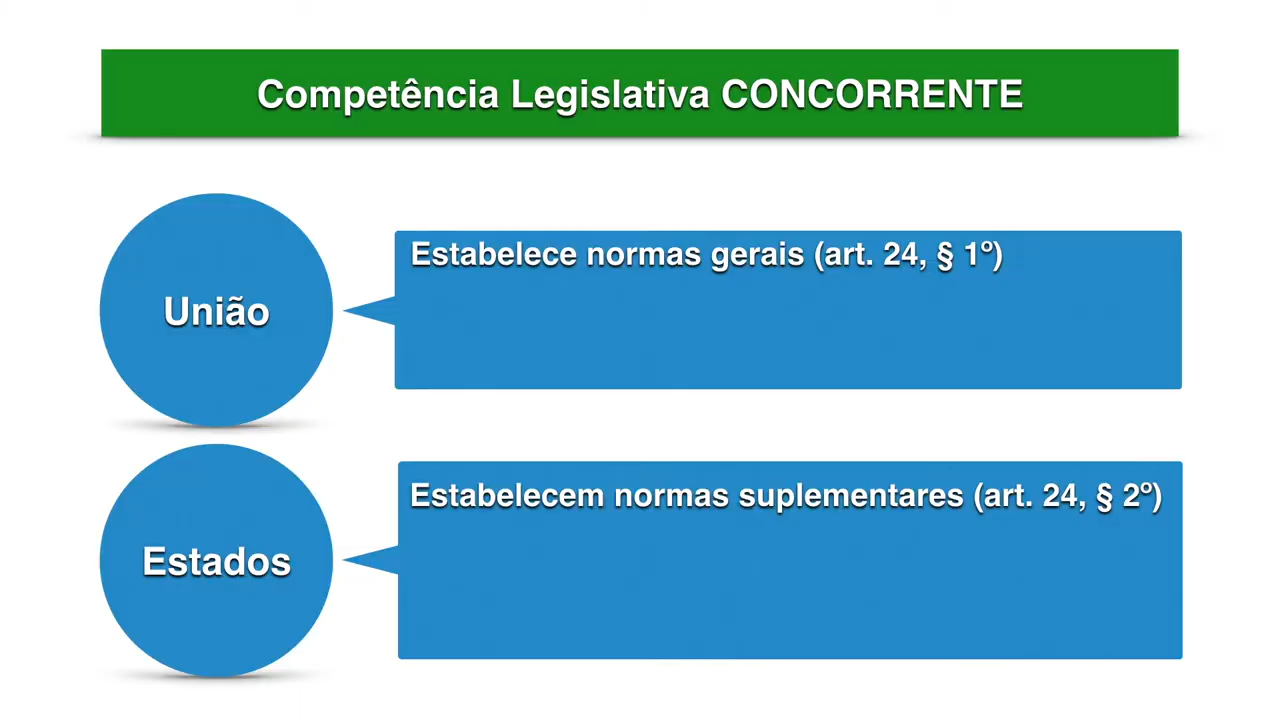 Competência Legislativa CONCORRENTE
União
Estabelece normas gerais (art. 24, § 1º)
Estados
Estabelecem normas suplementares (art. 24, § 2º)